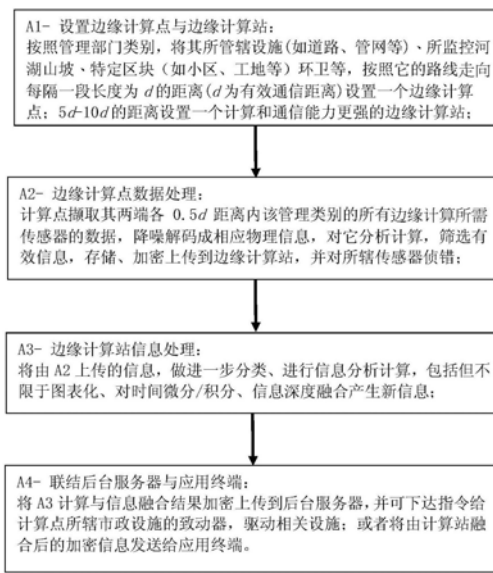 A1- 设置边缘计算点与边缘计算站：
按照管理部门类别，将其所管辖设施(如道路、管网等)、所监控河
湖山坡、特定区块（如小区、工地等）环卫等，按照它的路线走向
每隔一段长度为 d 的距离(d 为有效通信距离)设置一个边缘计算
点；5d-10d 的距离设置一个计算和通信能力更强的边缘计算站；
A2- 边缘计算点数据处理：
计算点撷取其两端各 0.5d 距离内该管理类别的所有边缘计算所需
传感器的数据，降噪解码成相应物理信息，对它分析计算，筛选有
效信息，存储、加密上传到边缘计算站，并对所辖传感器侦错；
A3- 边缘计算站信息处理：
将由 A2 上传的信息，做进一步分类、进行信息分析计算，包括但不
限于图表化、对时间微分/积分、信息深度融合产生新信息；
A4- 联结后台服务器与应用终端：
将 A3 计算与信息融合结果加密上传到后台服务器，并可下达指令给
计算点所辖市政设施的致动器，驱动相关设施；或者将由计算站融
合后的加密信息发送给应用终端。